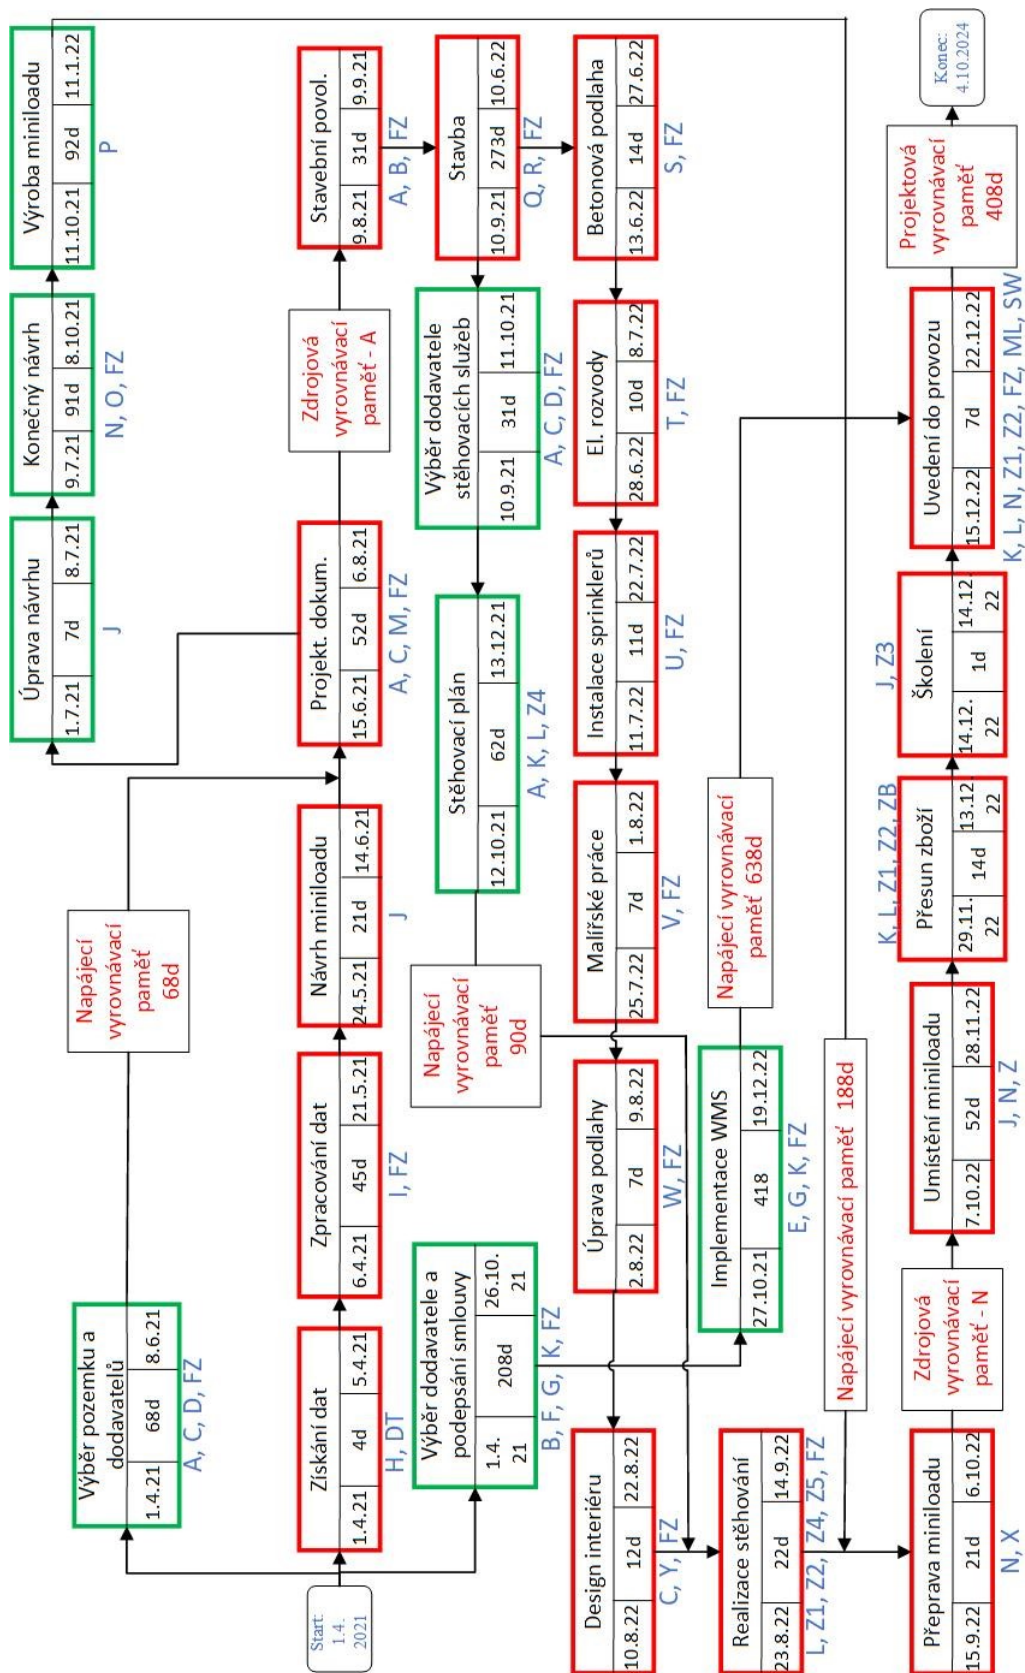 Start:
1.4.
2021
Výběr pozemku a
dodavatelů
1.4.21 68d 8.6.21
A, C, D, FZ
Napájecí
vyrovnávací
paměť
68d
Získání dat
1.4.21 4d 5.4.21
H, DT
Zpracování dat
6.4.21 45d 21.5.21
I, FZ
Návrh miniloadu
24.5.21 21d 14.6.21
J
Projekt. dokum.
15.6.21 52d 6.8.21
A, C, M, FZ
Úprava návrhu
1.7.21 7d 8.7.21
J
Konečný návrh
9.7.21 91d 8.10.21
N, O, FZ
Výroba miniloadu
11.10.21 92d 11.1.22
P
Zdrojová
vyrovnávací
paměť - A
Stavební povol.
9.8.21 31d 9.9.21
A, B, FZ
Stavba
10.9.21 273d 10.6.22
Q, R, FZ
Výběr dodavatele
stěhovacích služeb
10.9.21 31d 11.10.21
A, C, D, FZ
Stěhovací plán
12.10.21 62d 13.12.21
A, K, L, Z4
Napájecí
vyrovnávací
paměť
90d
Výběr dodavatele a
podepsání smlouvy
1.4.
21
208d
26.10.
21
B, F, G, K, FZ
Betonová podlaha
13.6.22 14d 27.6.22
S, FZ
El. rozvody
28.6.22 10d 8.7.22
T, FZ
Instalace sprinklerů
11.7.22 11d 22.7.22
U, FZ
Malířské práce
25.7.22 7d 1.8.22
V, FZ
Úprava podlahy
2.8.22 7d 9.8.22
W, FZ
Design interiéru
10.8.22 12d 22.8.22
C, Y, FZ
Implementace WMS
27.10.21 418 19.12.22
E, G, K, FZ
Napájecí vyrovnávací
paměť 638d
Realizace stěhování
23.8.22 22d 14.9.22
L, Z1, Z2, Z4, Z5, FZ
Napájecí vyrovnávací paměť 188d
Přeprava miniloadu
15.9.22 21d 6.10.22
N, X
Zdrojová
vyrovnávací
paměť - N
Umístění miniloadu
7.10.22 52d 28.11.22
J, N, Z
K, L, Z1, Z2, ZB
Přesun zboží
29.11.
22
14d
13.12.
22
J, Z3
Školení
14.12.
22
1d
14.12.
22
Uvedení do provozu
15.12.22 7d 22.12.22
K, L, N, Z1, Z2, FZ, ML, SW
Projektová
vyrovnávací
paměť
408d
Konec:
4.10.2024